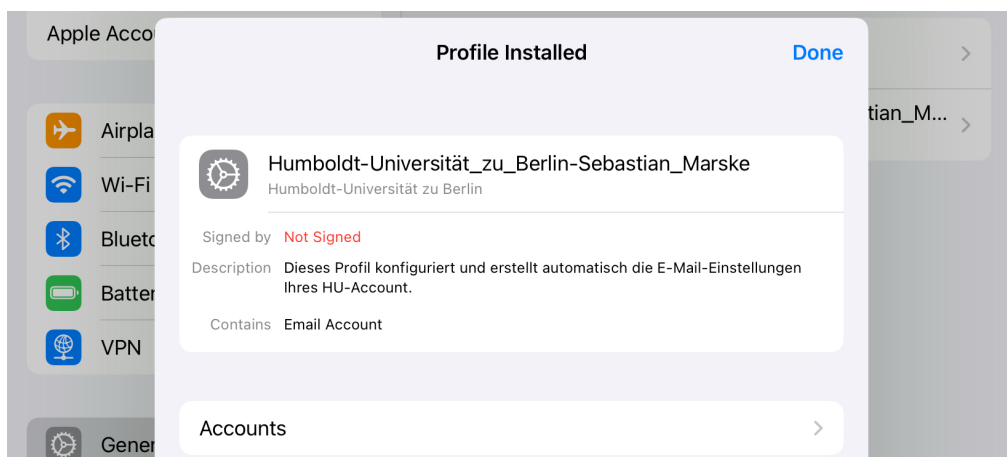 Apple Acco
Profile Installed
Done
tian_M...
Airpla
Humboldt-Universität_zu_Berlin-Sebastian_Marske
Humboldt-Universität zu Berlin
Wi-Fi
Signed by Not Signed
Blueto
Description Dieses Profil konfiguriert und erstellt automatisch die E-Mail-Einstellungen
Ihres HU-Account.
Batter
Contains Email Account
VPN
Accounts
Gener